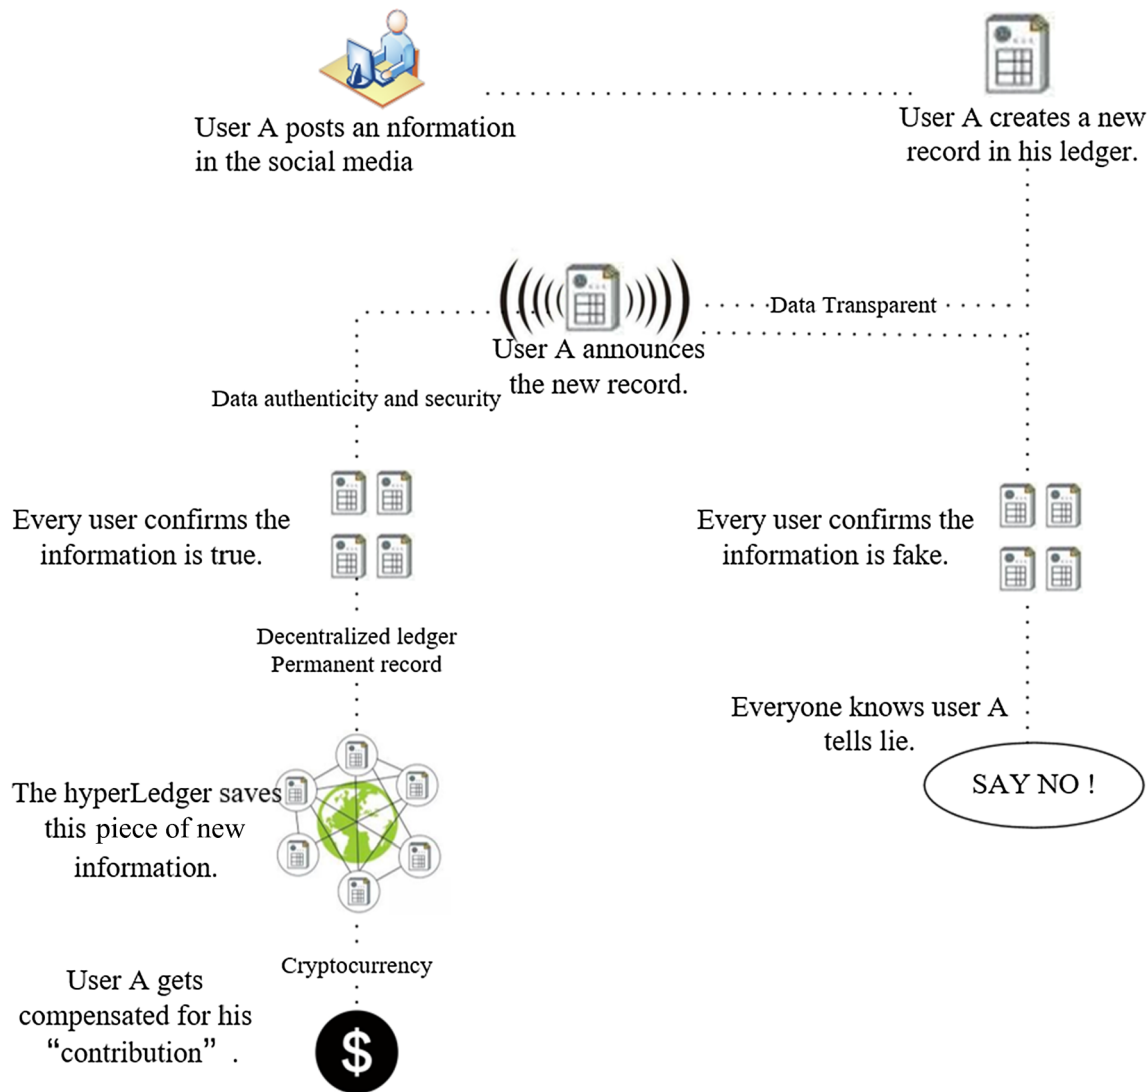 User A posts an nformation
in the social media
User A creates a new
record in his ledger.
Data Transparent
User A announces
the new record.
Data authenticity and security
Every user confirms the
information is true.
Every user confirms the
information is fake.
Decentralized ledger
Permanent record
Everyone knows user A
tells lie.
SAY NO !
The hyperLedger saves
this piece of new
information.
Cryptocurrency
User A gets
compensated for his
“contribution” .
$